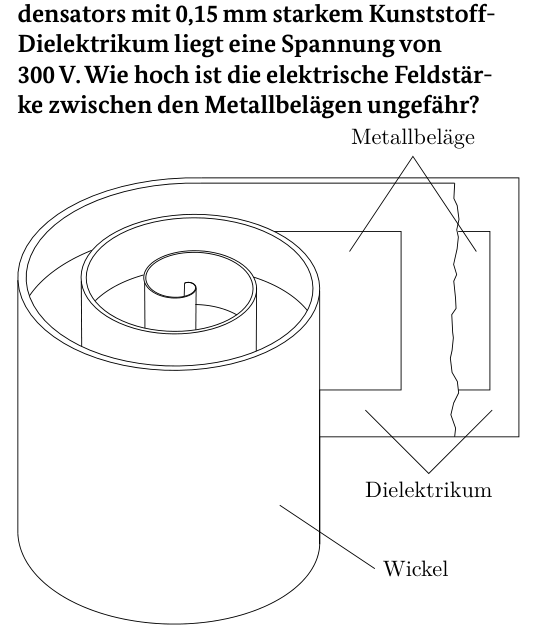 densators mit 0,15 mm starkem Kunststoff-
Dielektrikum liegt eine Spannung von
300 V. Wie hoch ist die elektrische Feldstär-
ke zwischen den Metallbelägen ungefähr?
Metallbeläge
Dielektrikum
Wickel